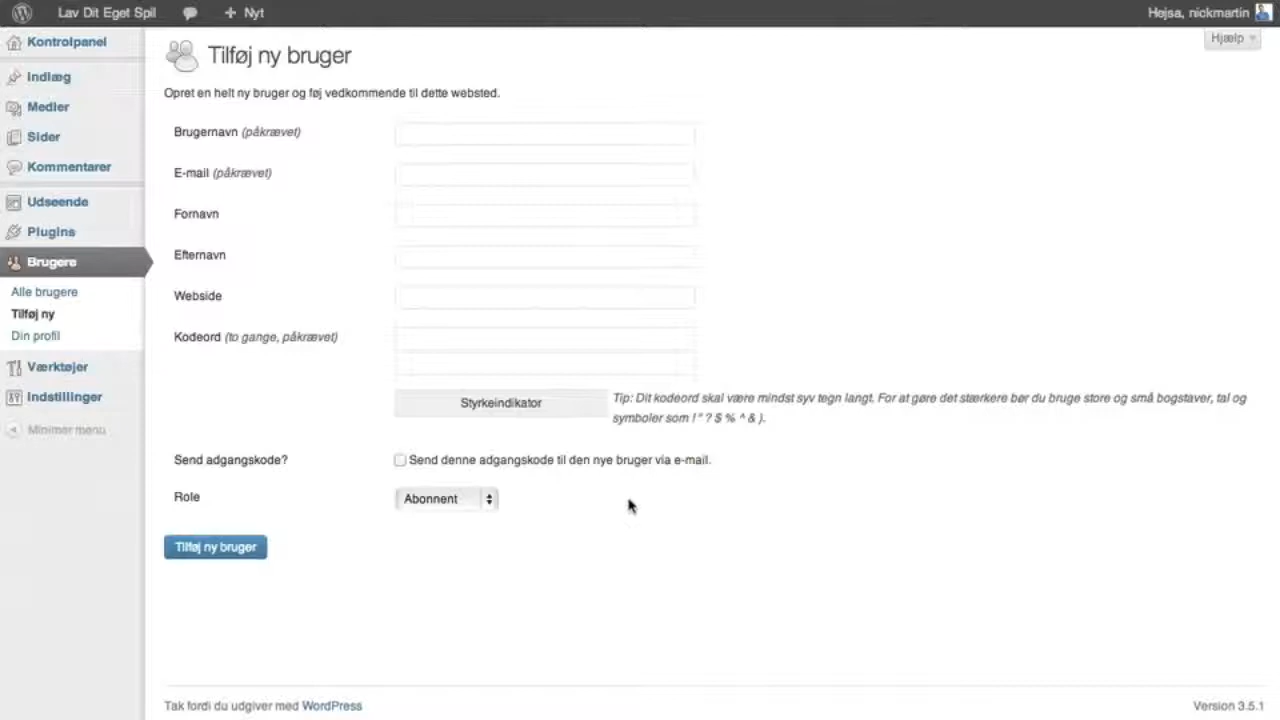 Lav Dit Eget Spil
Nyt
Hejsa, nickmartin
Kontrolpanel
Indlæg
Medier
Sider
Kommentarer
Udseende
Plugins
Brugere
Alle brugere
Tilføj ny
Din profil
Værktøjer
Indstillinger
Minimer menu
Hjælp
Tilføj ny bruger
Opret en helt ny bruger og føj vedkommende til dette websted.
Brugernavn (påkrævet)
E-mail (påkrævet)
Fornavn
Efternavn
Webside
Kodeord (to gange, påkrævet)
Styrkeindikator
Tip: Dit kodeord skal være mindst syv tegn langt. For at gøre det stærkere bør du bruge store og små bogstaver, tal og
symboler som ! " ? $ % ^ & ).
Send adgangskode?
Send denne adgangskode til den nye bruger via e-mail.
Role
Abonnent
Tilføj ny bruger
Tak fordi du udgiver med WordPress
Version 3.5.1